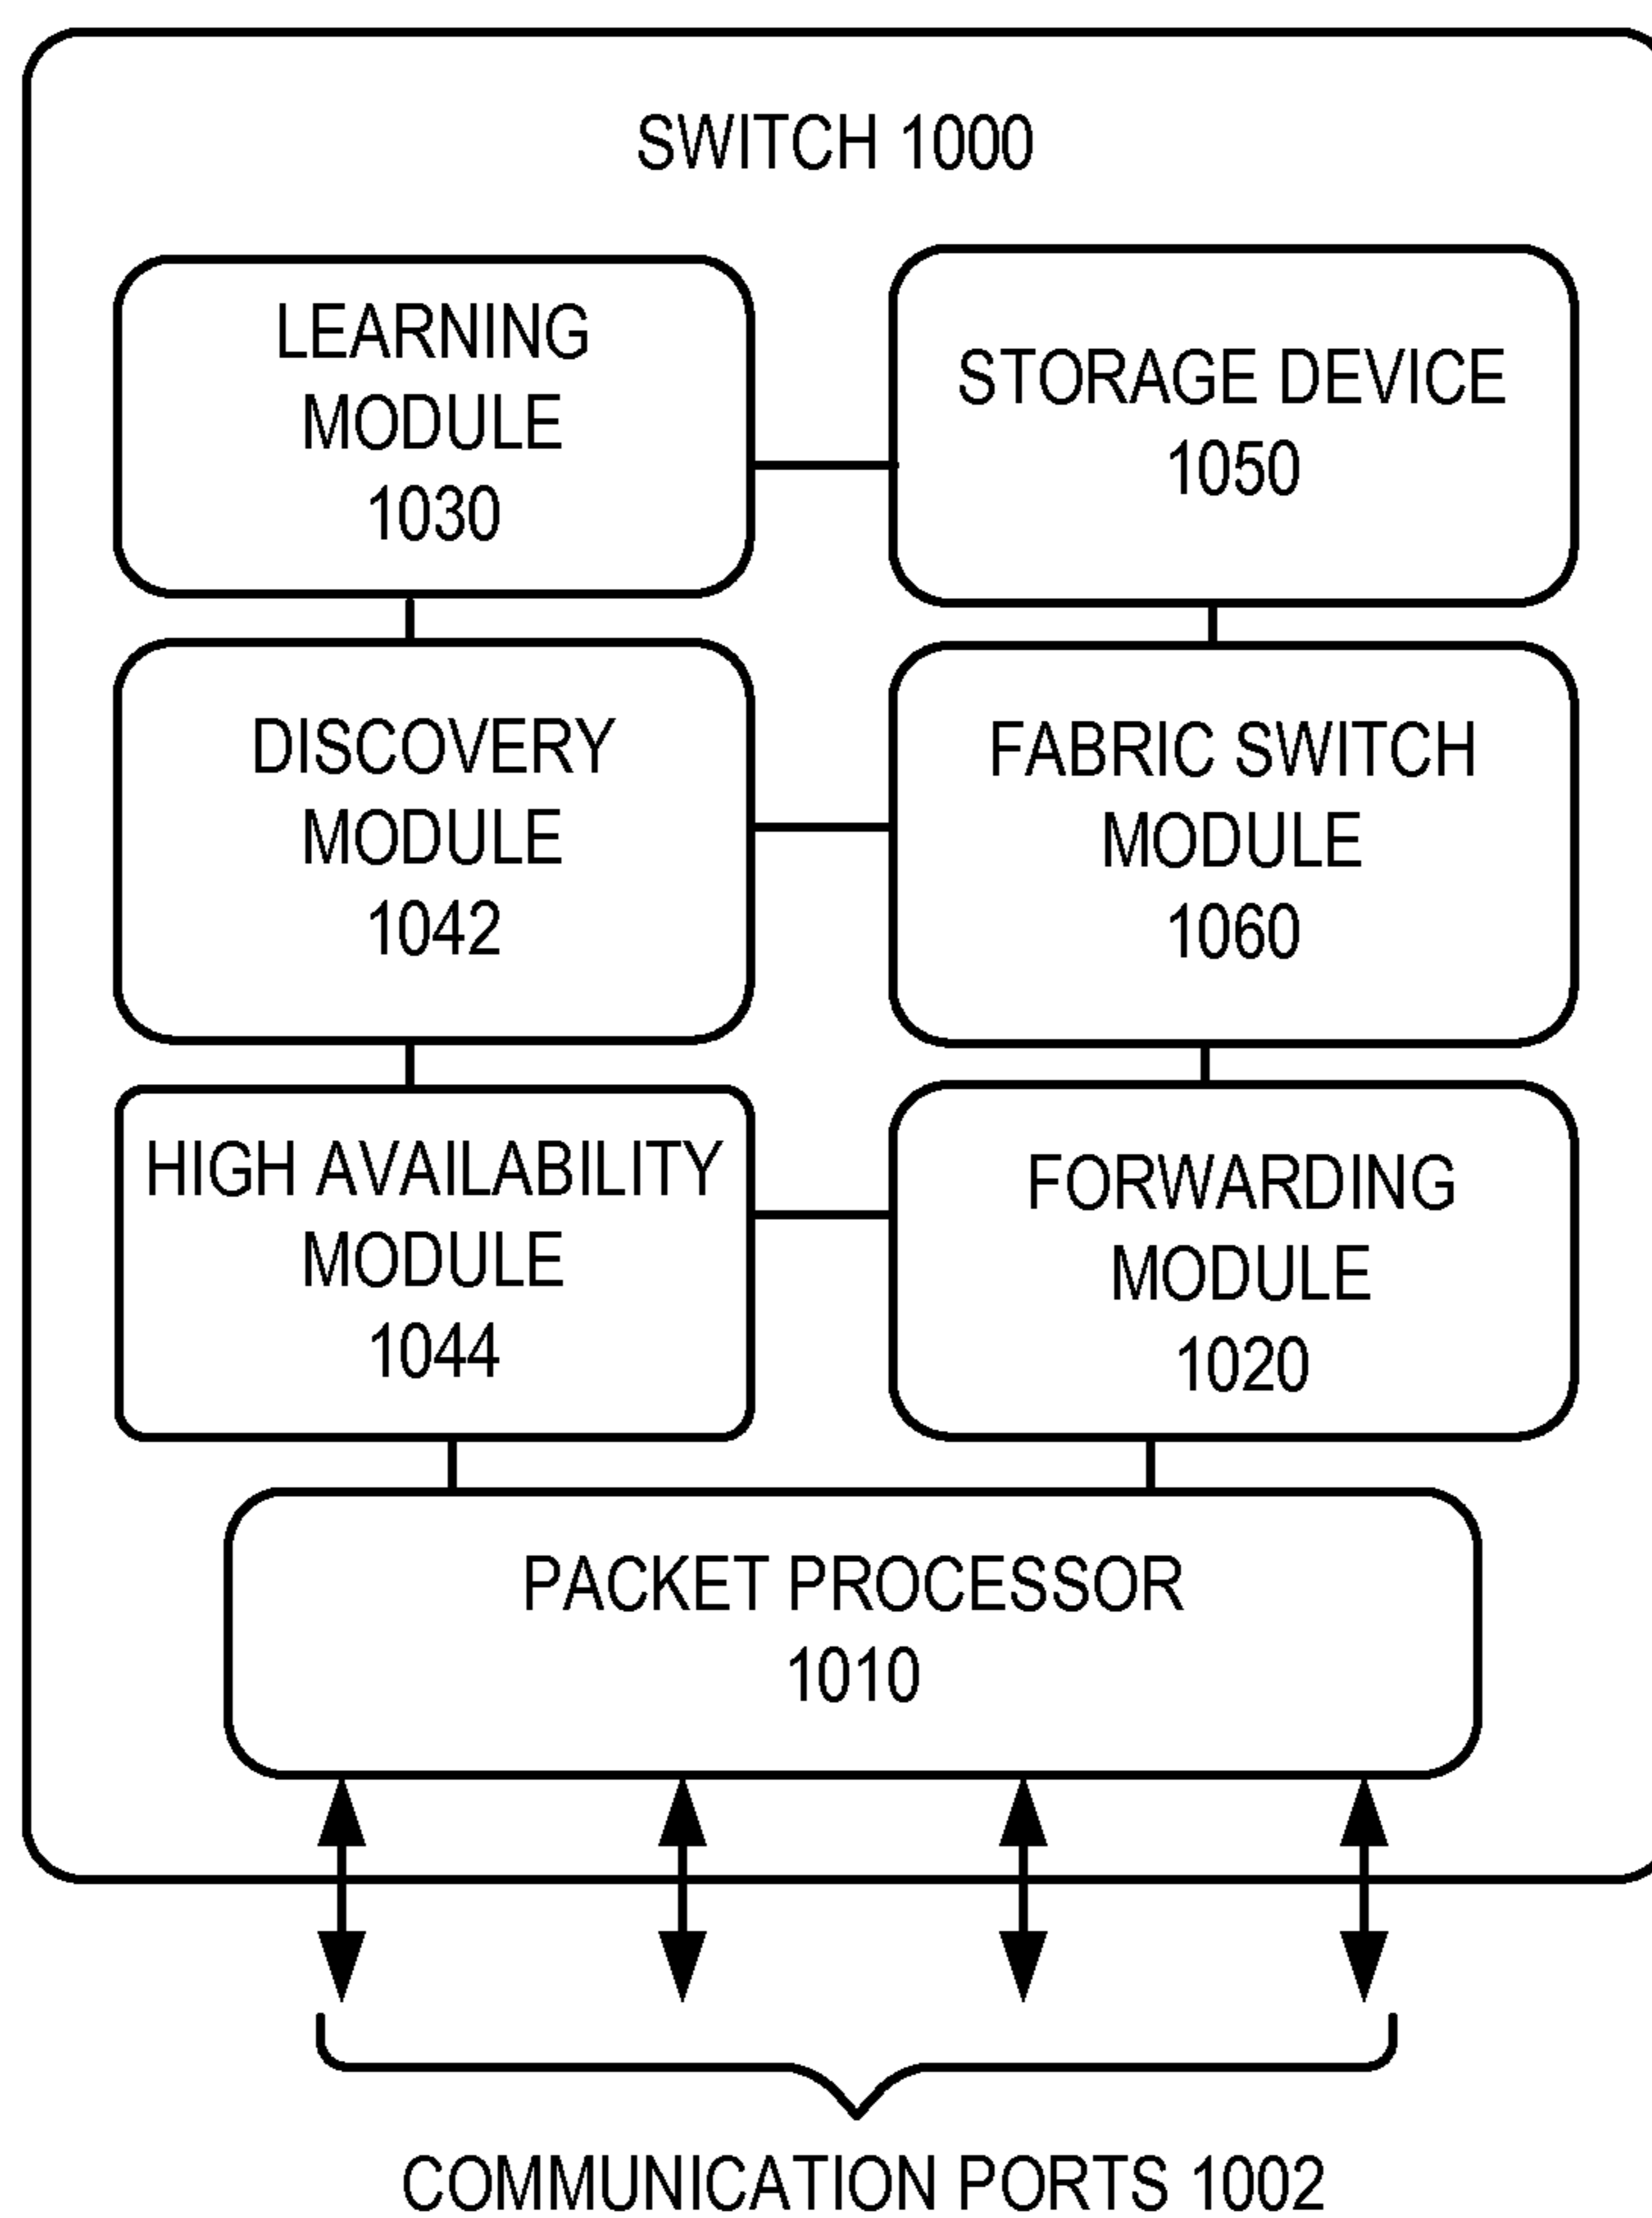 SWITCH 1000
LEARNING
MODULE
1030
STORAGE DEVICE
1050
DISCOVERY
MODULE
1042
FABRIC SWITCH
MODULE
1060
HIGH AVAILABILITY
MODULE
1044
FORWARDING
MODULE
1020
PACKET PROCESSOR
1010
COMMUNICATION PORTS 1002